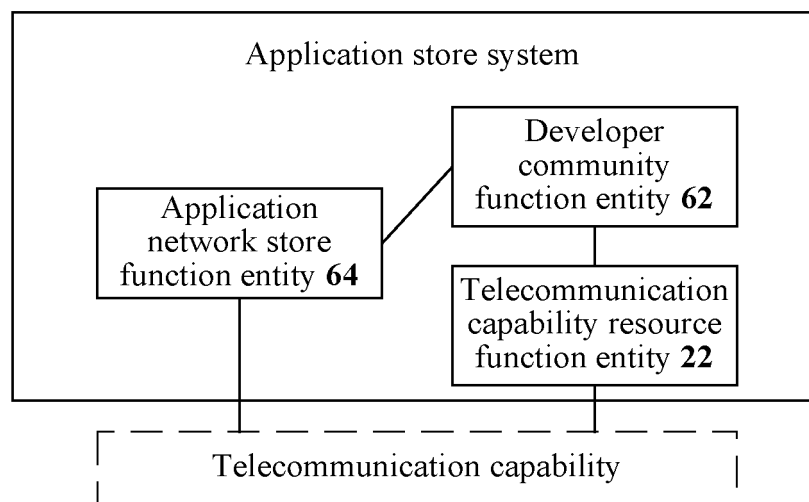 Application store system
Developer
community
function entity 62
Application
network store
function entity 64
Telecommunication
capability resource
function entity 22
Telecommunication capability